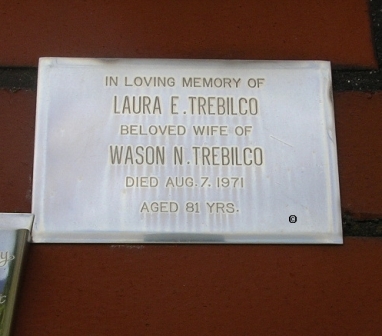 IN LOVING MEMORY OF
LAURA E. TREBILCO
BELOVED WIFE OF
WASON N. TREBILCO
DIED AUG. 7. 1971
AGED 81 YRS.